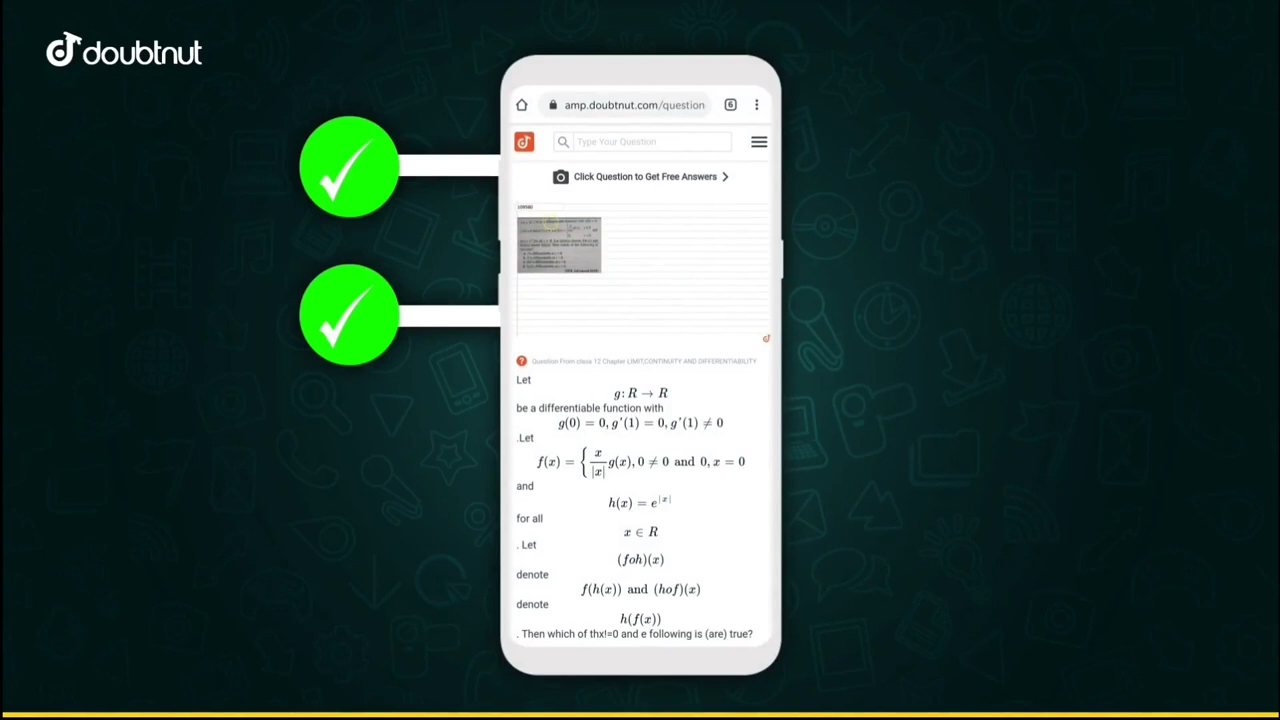 doubtnut
amp.doubtnut.com/question
6
Type Your Question
Click Question to Get Free Answers
Question From class 12 Chapter LIMIT,CONTINUITY AND DIFFERENTIABILITY
Let
g: R → R
be a differentiable function with
g(0) = 0, g'(1) = 0, g'(1) ≠ 0
.Let
f(x) = { x/|x| g(x), 0 ≠ 0 and 0, x = 0
and
h(x) = e^|x|
for all
x ∈ R
. Let
(foh)(x)
denote
f(h(x)) and (hof)(x)
denote
h(f(x))
. Then which of thx!=0 and e following is (are) true?